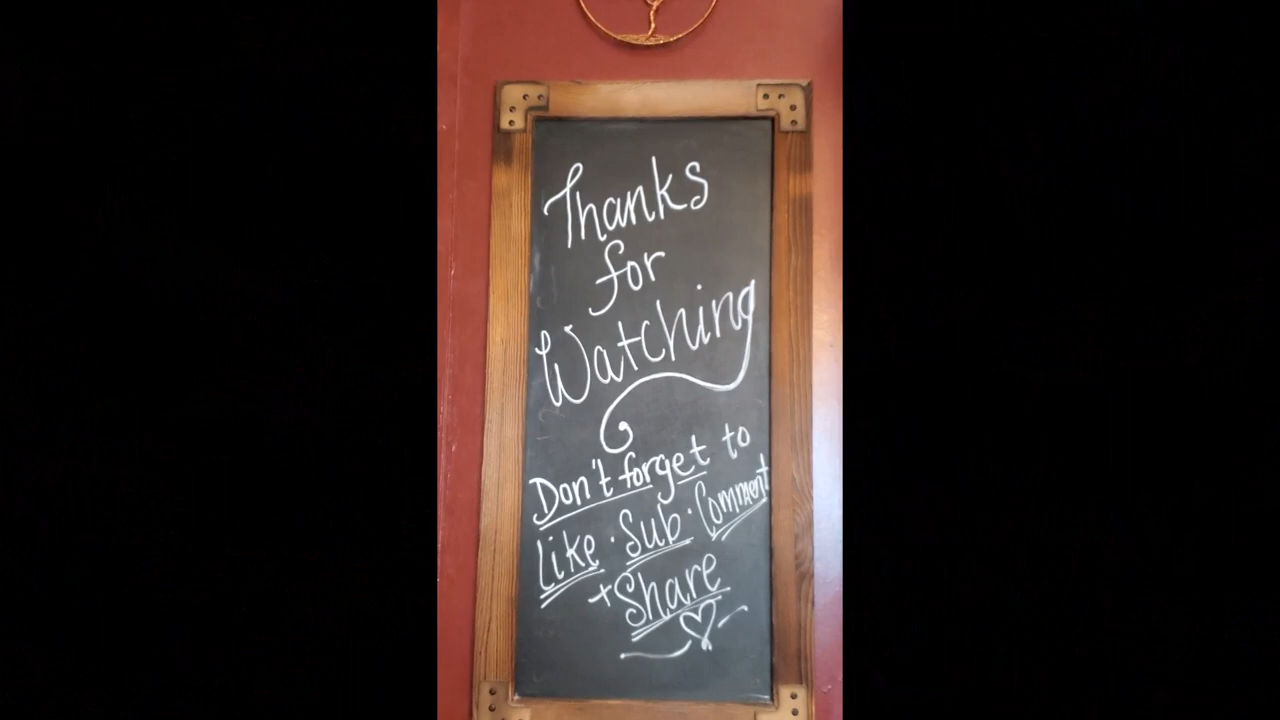 Thanks
for
Watching
Don't forget to
Like · Sub · Comment
+ Share